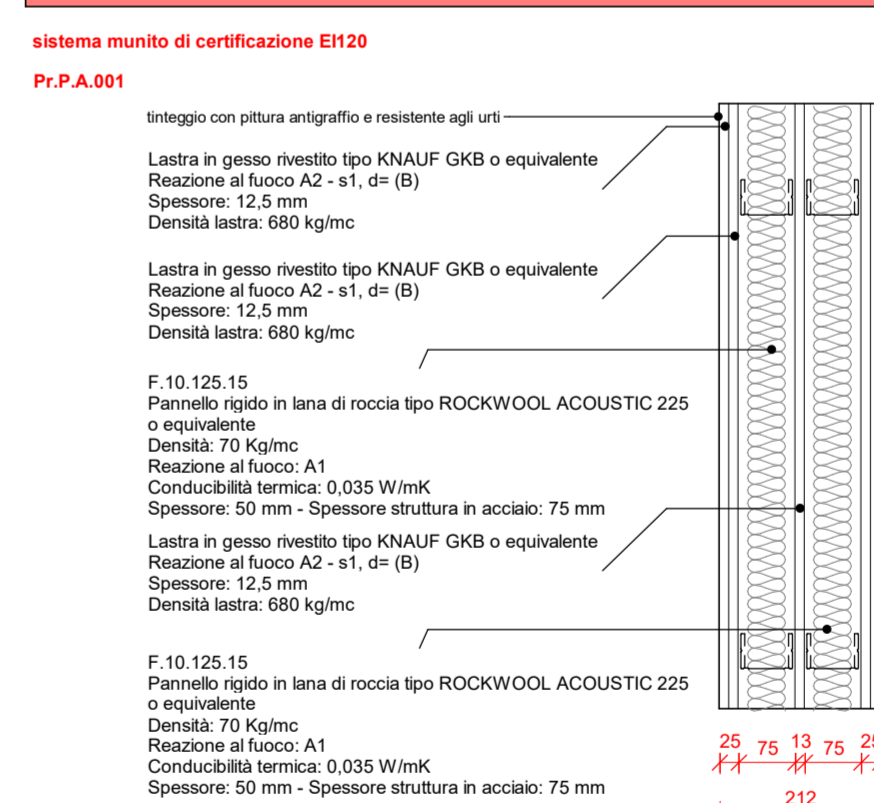 sistema munito di certificazione EI120
Pr.P.A.001
tinteggio con pittura antigraffio e resistente agli urti
Lastra in gesso rivestito tipo KNAUF GKB o equivalente
Reazione al fuoco A2 - s1, d= (B)
Spessore: 12,5 mm
Densità lastra: 680 kg/mc
Lastra in gesso rivestito tipo KNAUF GKB o equivalente
Reazione al fuoco A2 - s1, d= (B)
Spessore: 12,5 mm
Densità lastra: 680 kg/mc
F.10.125.15
Pannello rigido in lana di roccia tipo ROCKWOOL ACOUSTIC 225
o equivalente
Densità: 70 Kg/mc
Reazione al fuoco: A1
Conducibilità termica: 0,035 W/mK
Spessore: 50 mm - Spessore struttura in acciaio: 75 mm
Lastra in gesso rivestito tipo KNAUF GKB o equivalente
Reazione al fuoco A2 - s1, d= (B)
Spessore: 12,5 mm
Densità lastra: 680 kg/mc
F.10.125.15
Pannello rigido in lana di roccia tipo ROCKWOOL ACOUSTIC 225
o equivalente
Densità: 70 Kg/mc
Reazione al fuoco: A1
Conducibilità termica: 0,035 W/mK
Spessore: 50 mm - Spessore struttura in acciaio: 75 mm
25 75 13 75 25
212